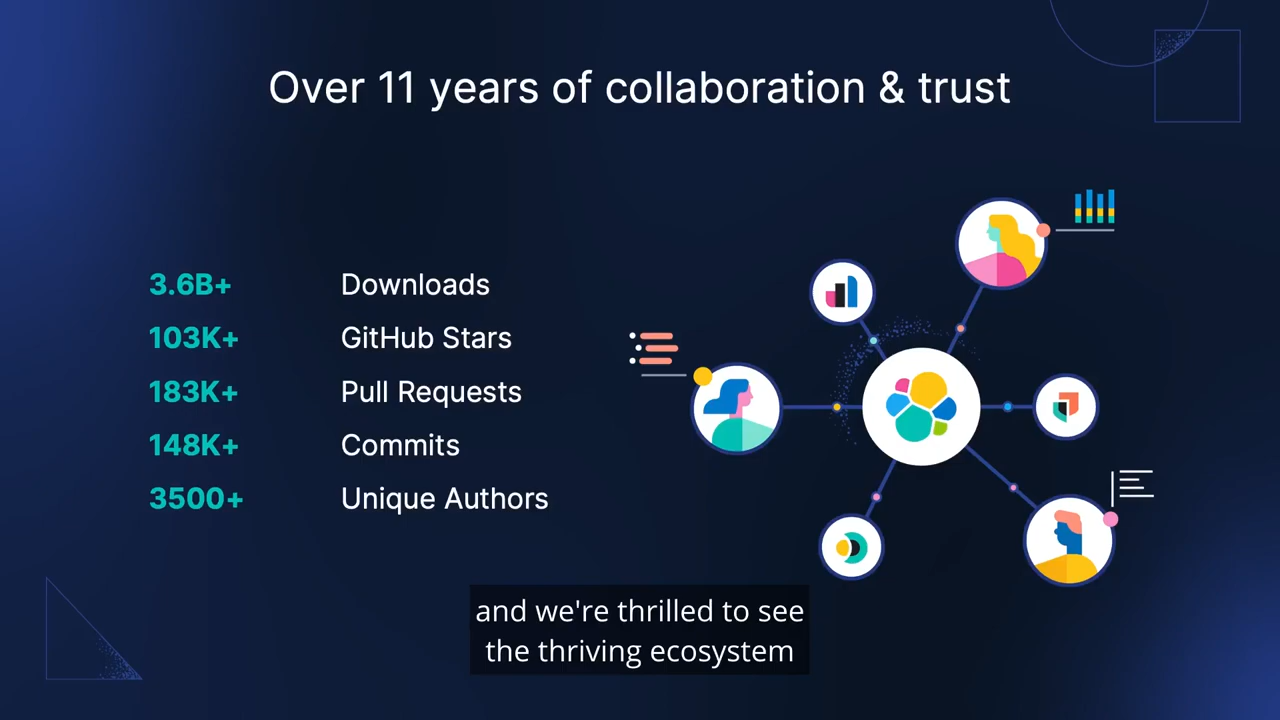 Over 11 years of collaboration & trust
3.6B+ Downloads
103K+ GitHub Stars
183K+ Pull Requests
148K+ Commits
3500+ Unique Authors
and we're thrilled to see
the thriving ecosystem